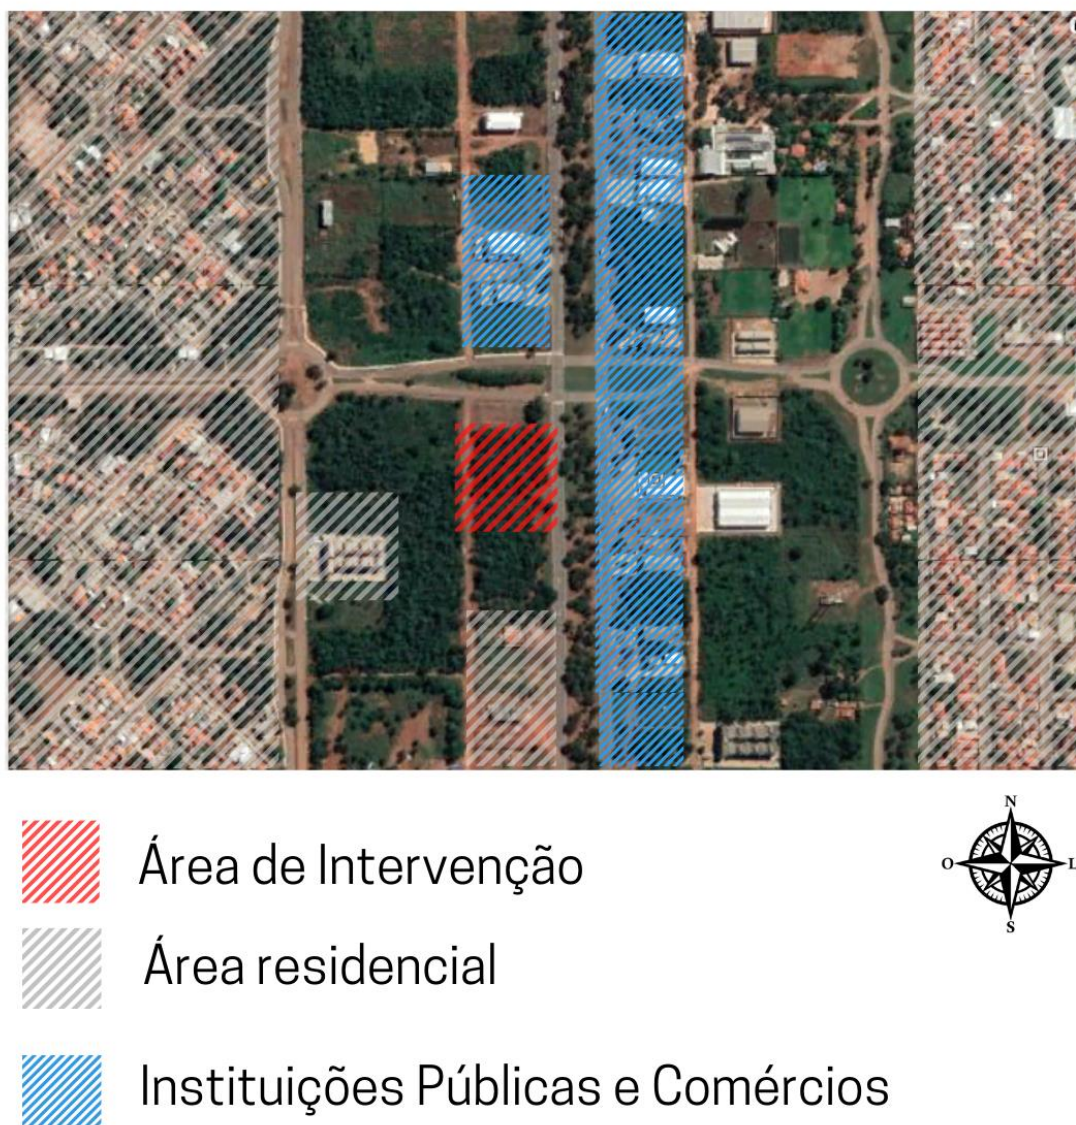 N
O
L
S
Área de Intervenção
Área residencial
Instituições Públicas e Comércios